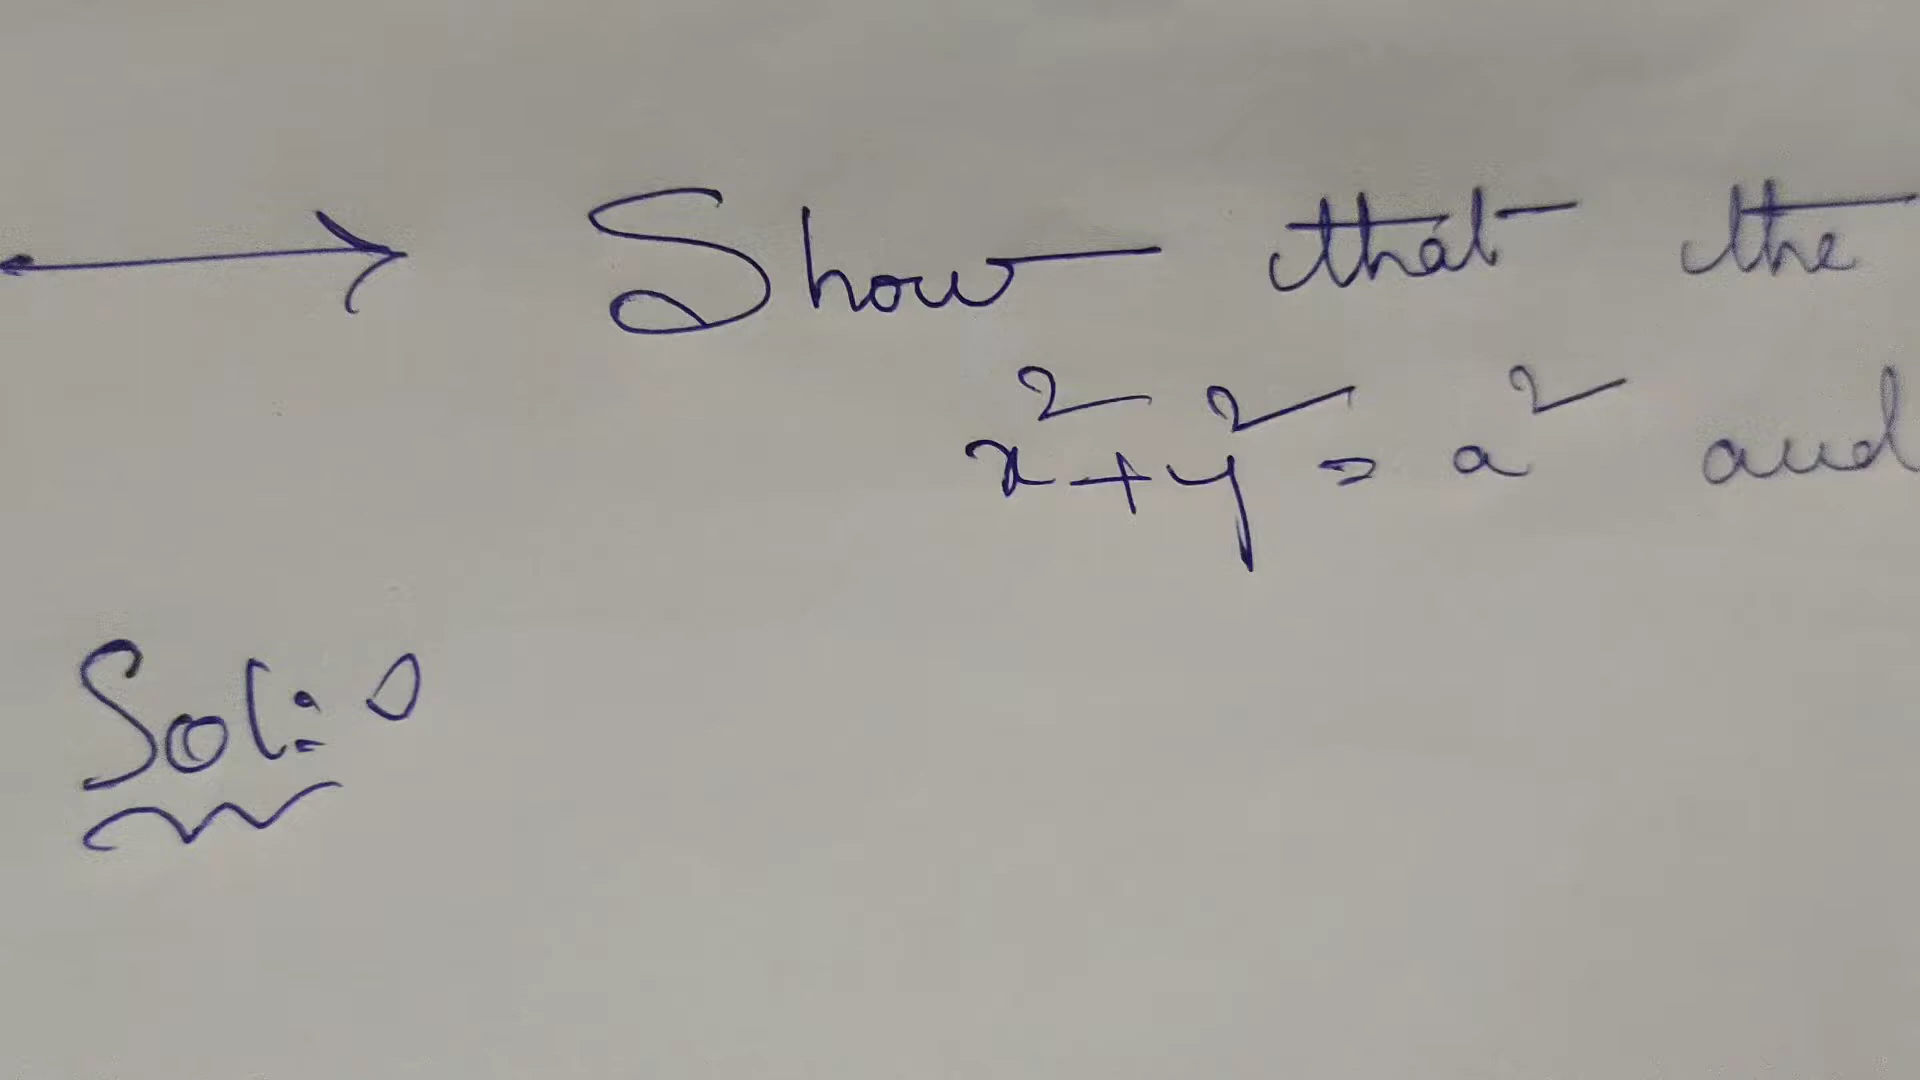 → Show that the
x²+y² = a² and
Sol: